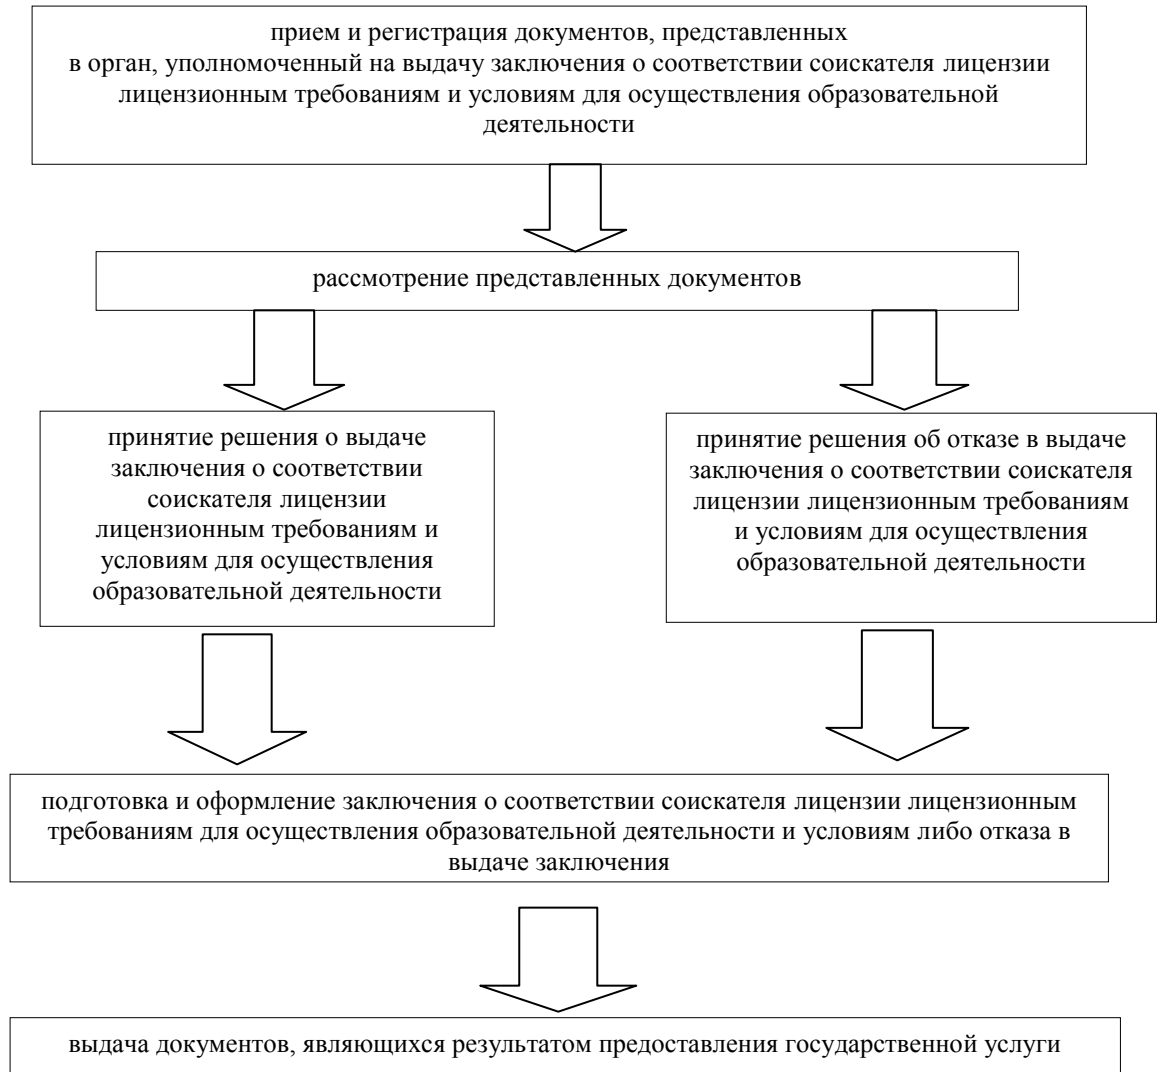 прием и регистрация документов, представленных
в орган, уполномоченный на выдачу заключения о соответствии соискателя лицензии
лицензионным требованиям и условиям для осуществления образовательной
деятельности
рассмотрение представленных документов
принятие решения о выдаче
заключения о соответствии
соискателя лицензии
лицензионным требованиям и
условиям для осуществления
образовательной деятельности
принятие решения об отказе в выдаче
заключения о соответствии соискателя
лицензии лицензионным требованиям
и условиям для осуществления
образовательной деятельности
подготовка и оформление заключения о соответствии соискателя лицензии лицензионным
требованиям для осуществления образовательной деятельности и условиям либо отказа в
выдаче заключения
выдача документов, являющихся результатом предоставления государственной услуги